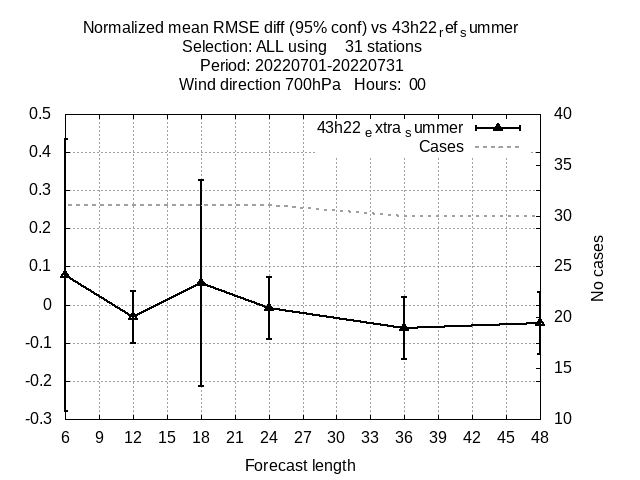 Normalized mean RMSE diff (95% conf) vs 43h22refsummer
Selection: ALL using 31 stations
Period: 20220701-20220731
Wind direction 700hPa Hours: 00
43h22extrasummer
Cases
0.5
0.4
0.3
0.2
0.1
0
-0.1
-0.2
-0.3
40
35
30
25
20
15
10
No cases
6 9 12 15 18 21 24 27 30 33 36 39 42 45 48
Forecast length